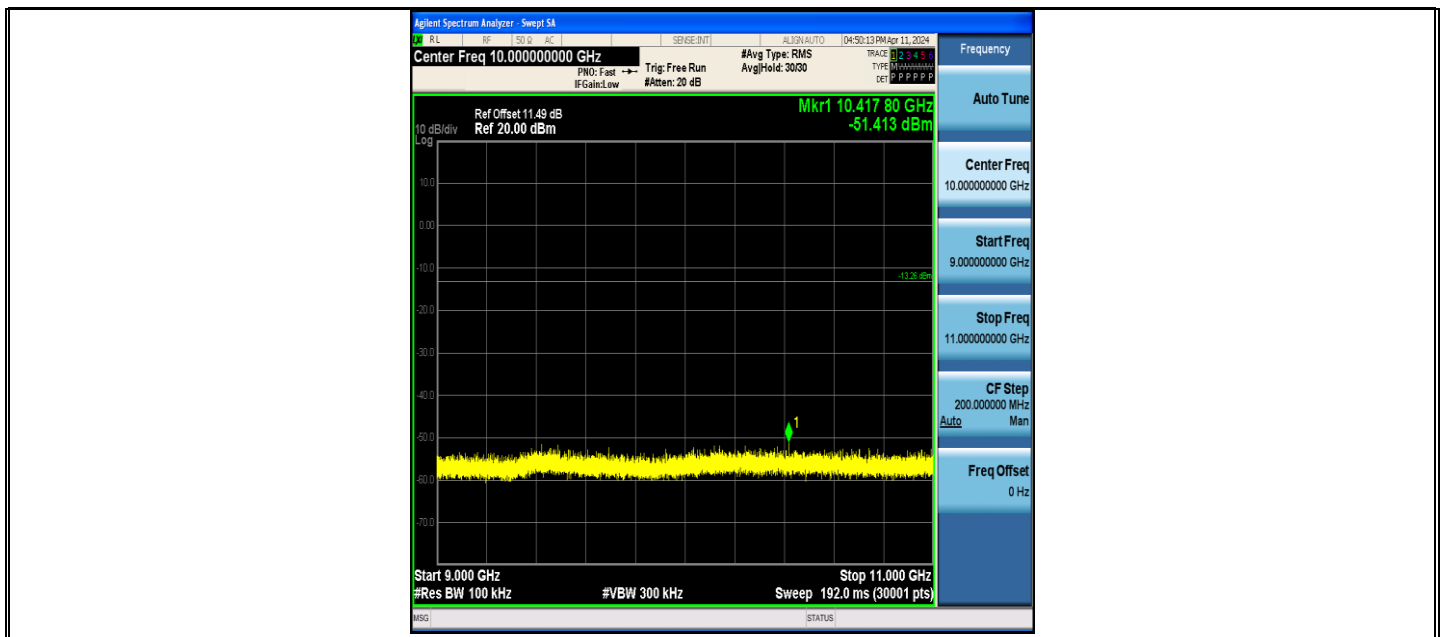 Agilent Spectrum Analyzer - Swept SA
RL RF 50 Ω AC SENSE:INT ALIGN AUTO 04:50:13 PM Apr 11, 2024
Center Freq 10.000000000 GHz
PNO: Fast
IFGain:Low
Trig: Free Run
#Atten: 20 dB
#Avg Type: RMS
Avg|Hold: 30/30
TRACE 1 2 3 4 5 6
TYPE M
DET P P P P P P
Mkr1 10.417 80 GHz
-51.413 dBm
Ref Offset 11.49 dB
10 dB/div Ref 20.00 dBm
Log
10.0
0.00
-10.0
-13.26 dBm
-20.0
-30.0
-40.0
1
-50.0
-60.0
-70.0
Start 9.000 GHz Stop 11.000 GHz
#Res BW 100 kHz #VBW 300 kHz Sweep 192.0 ms (30001 pts)
MSG STATUS
Frequency
Auto Tune
Center Freq
10.000000000 GHz
Start Freq
9.000000000 GHz
Stop Freq
11.000000000 GHz
CF Step
200.000000 MHz
Auto Man
Freq Offset
0 Hz